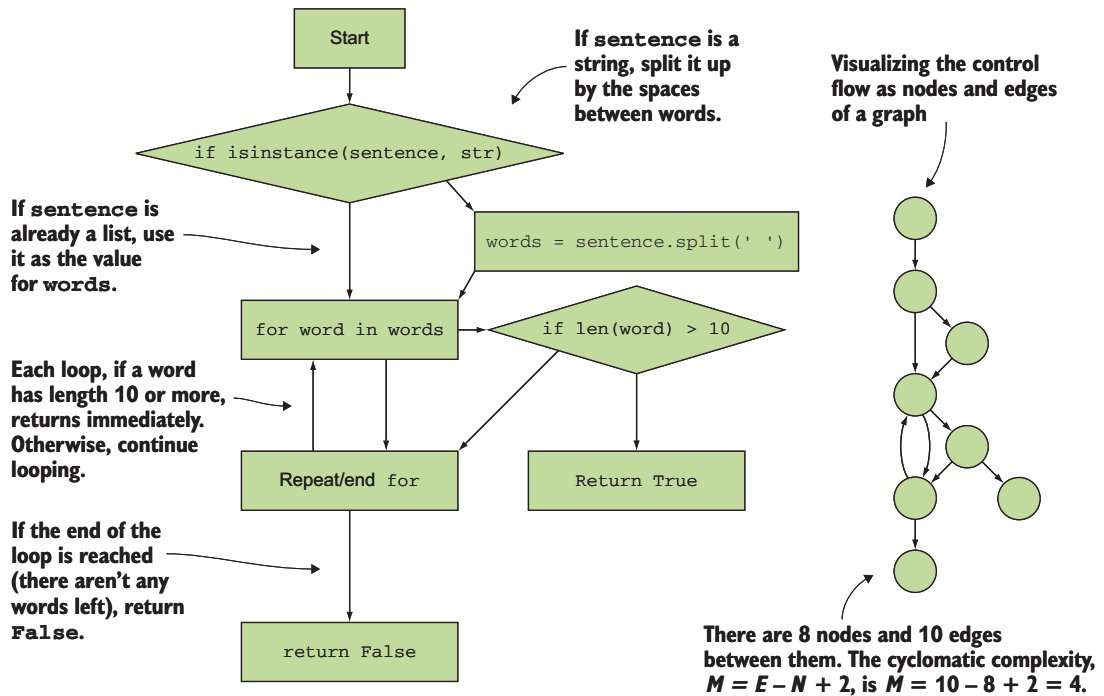 Start
If sentence is a
string, split it up
by the spaces
between words.
Visualizing the control
flow as nodes and edges
of a graph
if isinstance(sentence, str)
If sentence is
already a list, use
it as the value
for words.
words = sentence.split(' ')
for word in words
if len(word) > 10
Each loop, if a word
has length 10 or more,
returns immediately.
Otherwise, continue
looping.
Repeat/end for
Return True
If the end of the
loop is reached
(there aren't any
words left), return
False.
return False
There are 8 nodes and 10 edges
between them. The cyclomatic complexity,
M = E – N + 2, is M = 10 – 8 + 2 = 4.